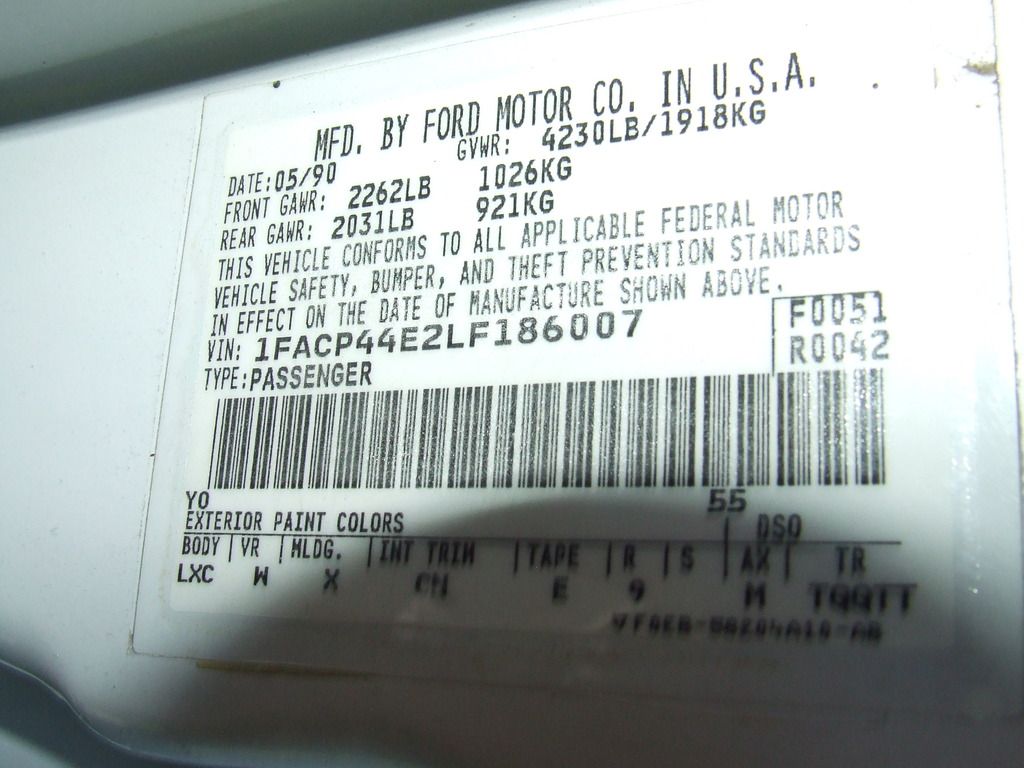 MFD. BY FORD MOTOR CO. IN U.S.A.
DATE:05/90 GVWR: 4230LB/1918KG
FRONT GAWR: 2262LB 1026KG
REAR GAWR: 2031LB 921KG
THIS VEHICLE CONFORMS TO ALL APPLICABLE FEDERAL MOTOR
VEHICLE SAFETY, BUMPER, AND THEFT PREVENTION STANDARDS
IN EFFECT ON THE DATE OF MANUFACTURE SHOWN ABOVE.
VIN: 1FACP44E2LF186007 F0051
TYPE:PASSENGER R0042
YO 55
EXTERIOR PAINT COLORS DSO
BODY VR MLDG. INT TRIM TAPE R S AX TR
LXC W X CN E 9 M TQQTT